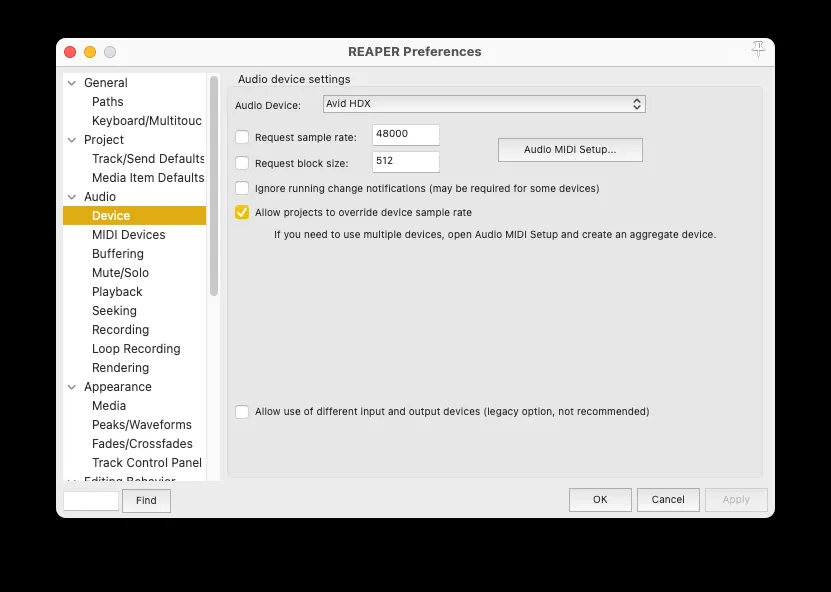 REAPER Preferences
General
Paths
Keyboard/Multitouc
Project
Track/Send Defaults
Media Item Defaults
Audio
Device
MIDI Devices
Buffering
Mute/Solo
Playback
Seeking
Recording
Loop Recording
Rendering
Appearance
Media
Peaks/Waveforms
Fades/Crossfades
Track Control Panel
Editing Behavior
Find
Audio device settings
Audio Device: Avid HDX
Request sample rate: 48000
Request block size: 512
Audio MIDI Setup...
Ignore running change notifications (may be required for some devices)
Allow projects to override device sample rate
If you need to use multiple devices, open Audio MIDI Setup and create an aggregate device.
Allow use of different input and output devices (legacy option, not recommended)
OK Cancel Apply